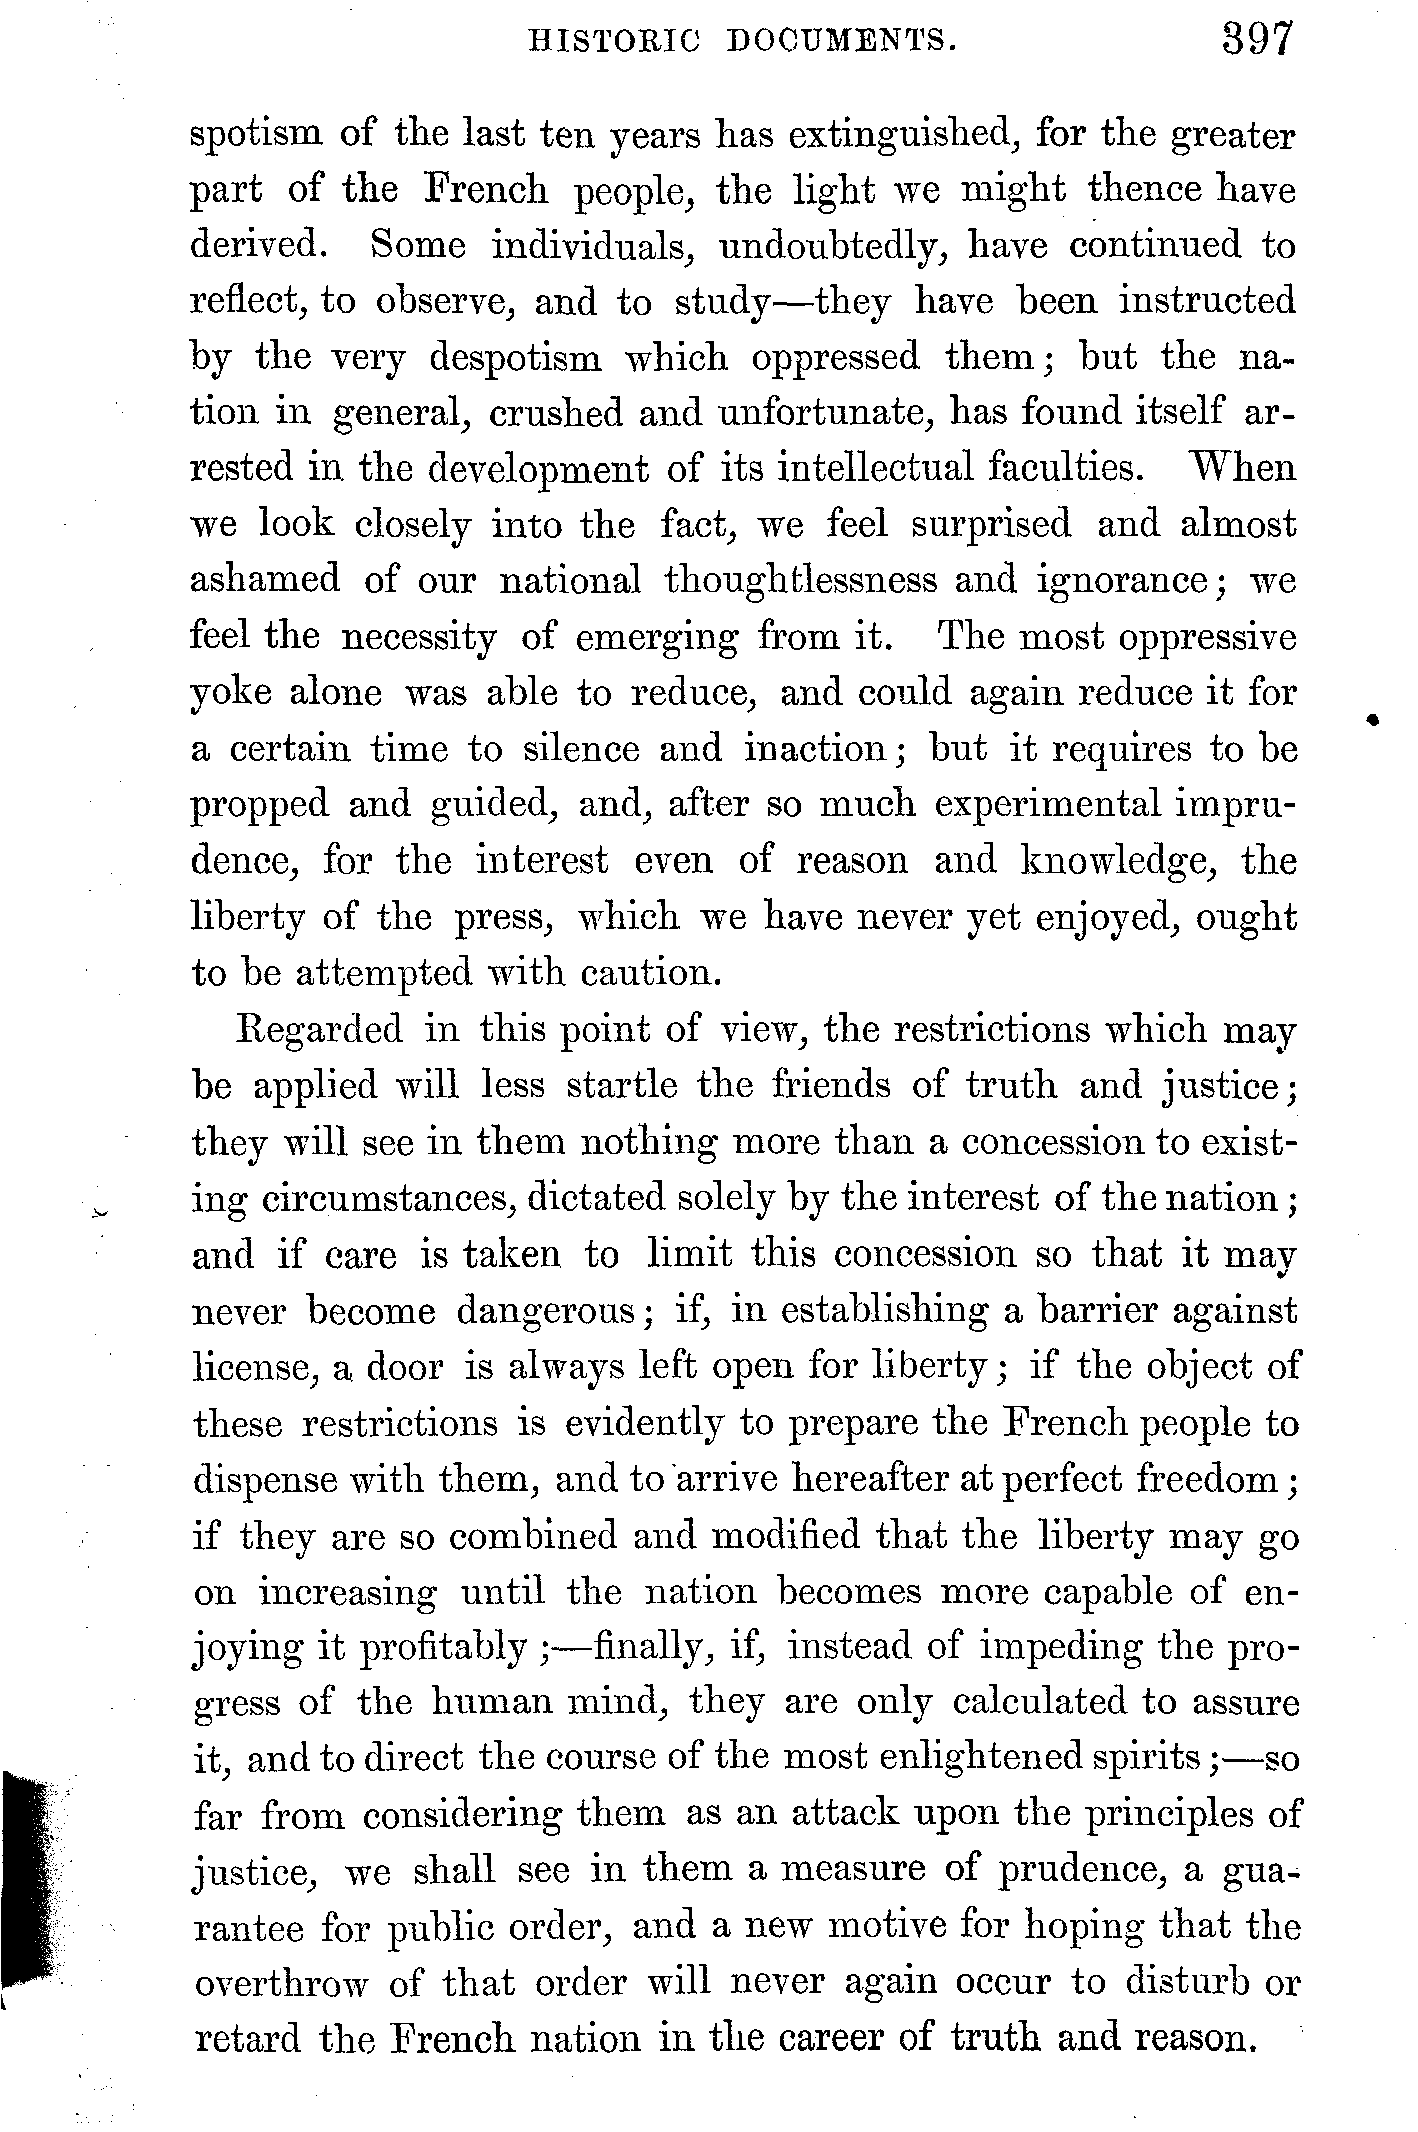 HISTORIC DOCUMENTS. 397
spotism of the last ten years has extinguished, for the greater
part of the French people, the light we might thence have
derived. Some individuals, undoubtedly, have continued to
reflect, to observe, and to study—they have been instructed
by the very despotism which oppressed them; but the na-
tion in general, crushed and unfortunate, has found itself ar-
rested in the development of its intellectual faculties. When
we look closely into the fact, we feel surprised and almost
ashamed of our national thoughtlessness and ignorance; we
feel the necessity of emerging from it. The most oppressive
yoke alone was able to reduce, and could again reduce it for
a certain time to silence and inaction; but it requires to be
propped and guided, and, after so much experimental impru-
dence, for the interest even of reason and knowledge, the
liberty of the press, which we have never yet enjoyed, ought
to be attempted with caution.
Regarded in this point of view, the restrictions which may
be applied will less startle the friends of truth and justice;
they will see in them nothing more than a concession to exist-
ing circumstances, dictated solely by the interest of the nation;
and if care is taken to limit this concession so that it may
never become dangerous; if, in establishing a barrier against
license, a door is always left open for liberty; if the object of
these restrictions is evidently to prepare the French people to
dispense with them, and to arrive hereafter at perfect freedom;
if they are so combined and modified that the liberty may go
on increasing until the nation becomes more capable of en-
joying it profitably;—finally, if, instead of impeding the pro-
gress of the human mind, they are only calculated to assure
it, and to direct the course of the most enlightened spirits;—so
far from considering them as an attack upon the principles of
justice, we shall see in them a measure of prudence, a gua-
rantee for public order, and a new motive for hoping that the
overthrow of that order will never again occur to disturb or
retard the French nation in the career of truth and reason.